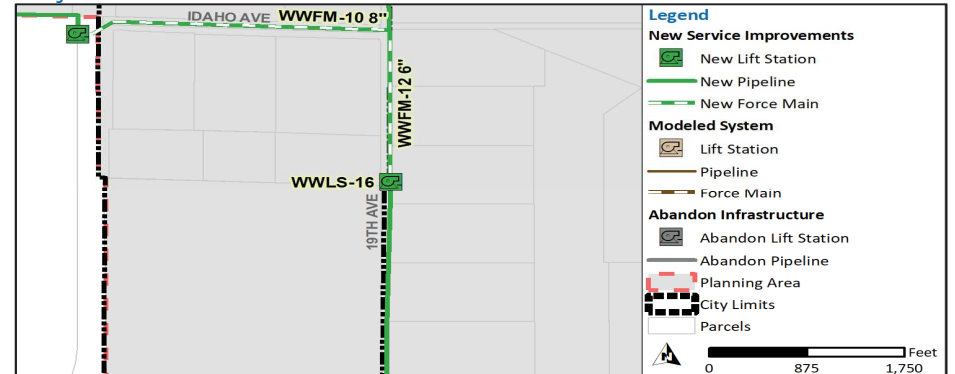 IDAHO AVE
WWFM-10 8"
WWFM-12 6"
WWLS-16
19TH AVE
Legend
New Service Improvements
New Lift Station
New Pipeline
New Force Main
Modeled System
Lift Station
Pipeline
Force Main
Abandon Infrastructure
Abandon Lift Station
Abandon Pipeline
Planning Area
City Limits
Parcels
N
Feet
0 875 1,750